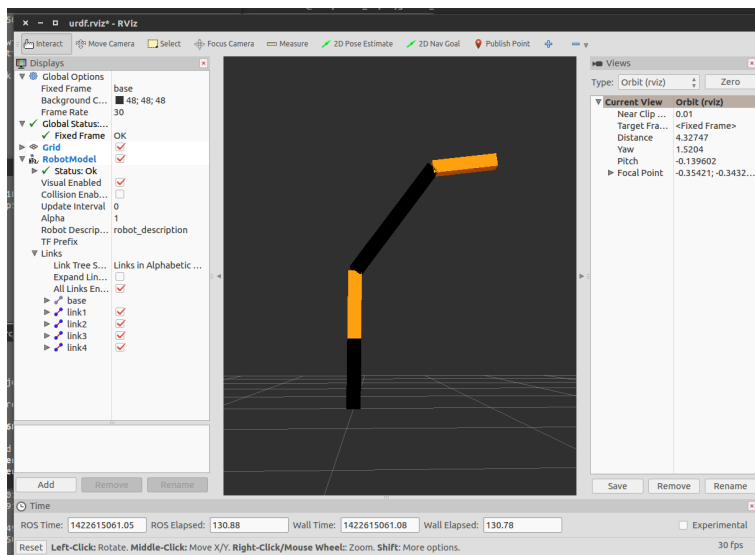 urdf.rviz* - RViz
Interact Move Camera Select Focus Camera Measure 2D Pose Estimate 2D Nav Goal Publish Point
Displays
Global Options
Fixed Frame base
Background C... 48; 48; 48
Frame Rate 30
Global Status:...
Fixed Frame OK
Grid
RobotModel
Status: Ok
Visual Enabled
Collision Enab...
Update Interval 0
Alpha 1
Robot Descrip... robot_description
TF Prefix
Links
Link Tree S... Links in Alphabetic ...
Expand Lin...
All Links En...
base
link1
link2
link3
link4
Add Remove Rename
Views
Type: Orbit (rviz) Zero
Current View Orbit (rviz)
Near Clip ... 0.01
Target Fra... <Fixed Frame>
Distance 4.32747
Yaw 1.5204
Pitch -0.139602
Focal Point -0.35421; -0.3432...
Save Remove Rename
Time
ROS Time: 1422615061.05 ROS Elapsed: 130.88 Wall Time: 1422615061.08 Wall Elapsed: 130.78 Experimental
Reset Left-Click: Rotate. Middle-Click: Move X/Y. Right-Click/Mouse Wheel:: Zoom. Shift: More options. 30 fps